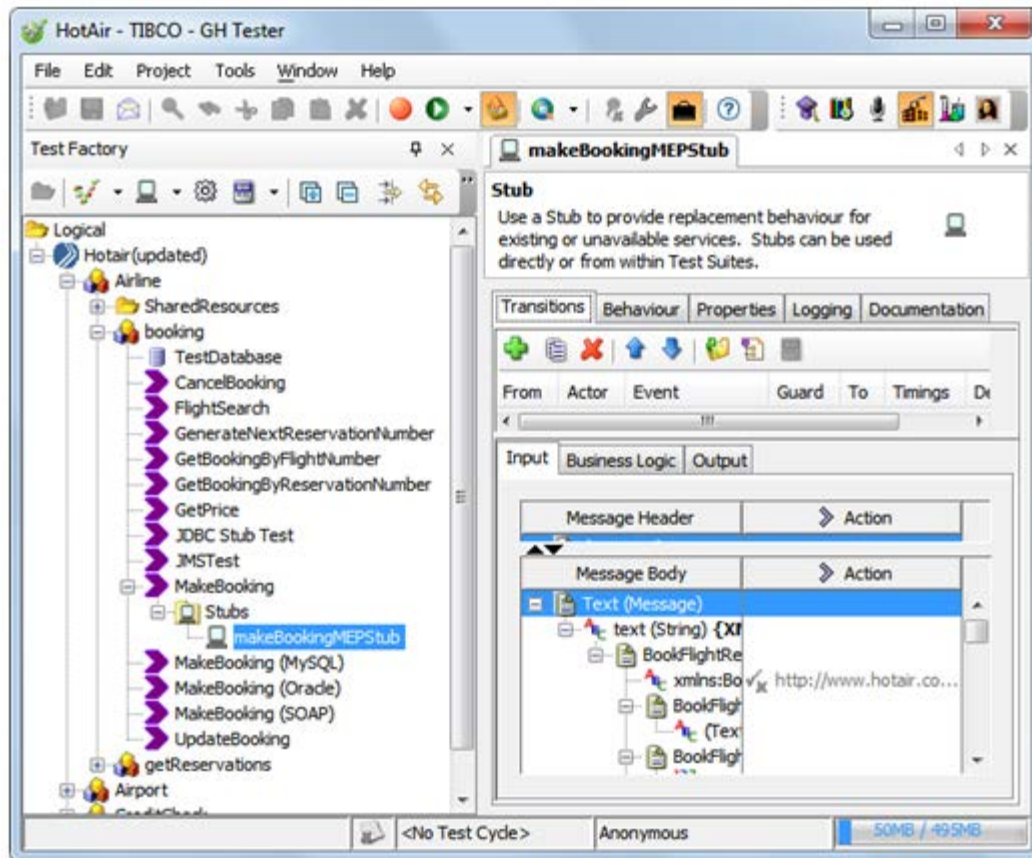 HotAir - TIBCO - GH Tester
File Edit Project Tools Window Help
Test Factory
makeBookingMEPStub
Stub
Use a Stub to provide replacement behaviour for
existing or unavailable services. Stubs can be used
directly or from within Test Suites.
Logical
Hotair(updated)
Airline
SharedResources
booking
TestDatabase
CancelBooking
FlightSearch
GenerateNextReservationNumber
GetBookingByFlightNumber
GetBookingByReservationNumber
GetPrice
JDBC Stub Test
JMSTest
MakeBooking
Stubs
makeBookingMEPStub
MakeBooking (MySQL)
MakeBooking (Oracle)
MakeBooking (SOAP)
UpdateBooking
getReservations
Airport
Transitions Behaviour Properties Logging Documentation
From Actor Event Guard To Timings De
Input Business Logic Output
Message Header Action
Message Body Action
Text (Message)
text (String) {XM
BookFlightRe
xmlns:Bo http://www.hotair.co...
BookFligh
(Text
BookFligh
<No Test Cycle> Anonymous 50MB / 495MB